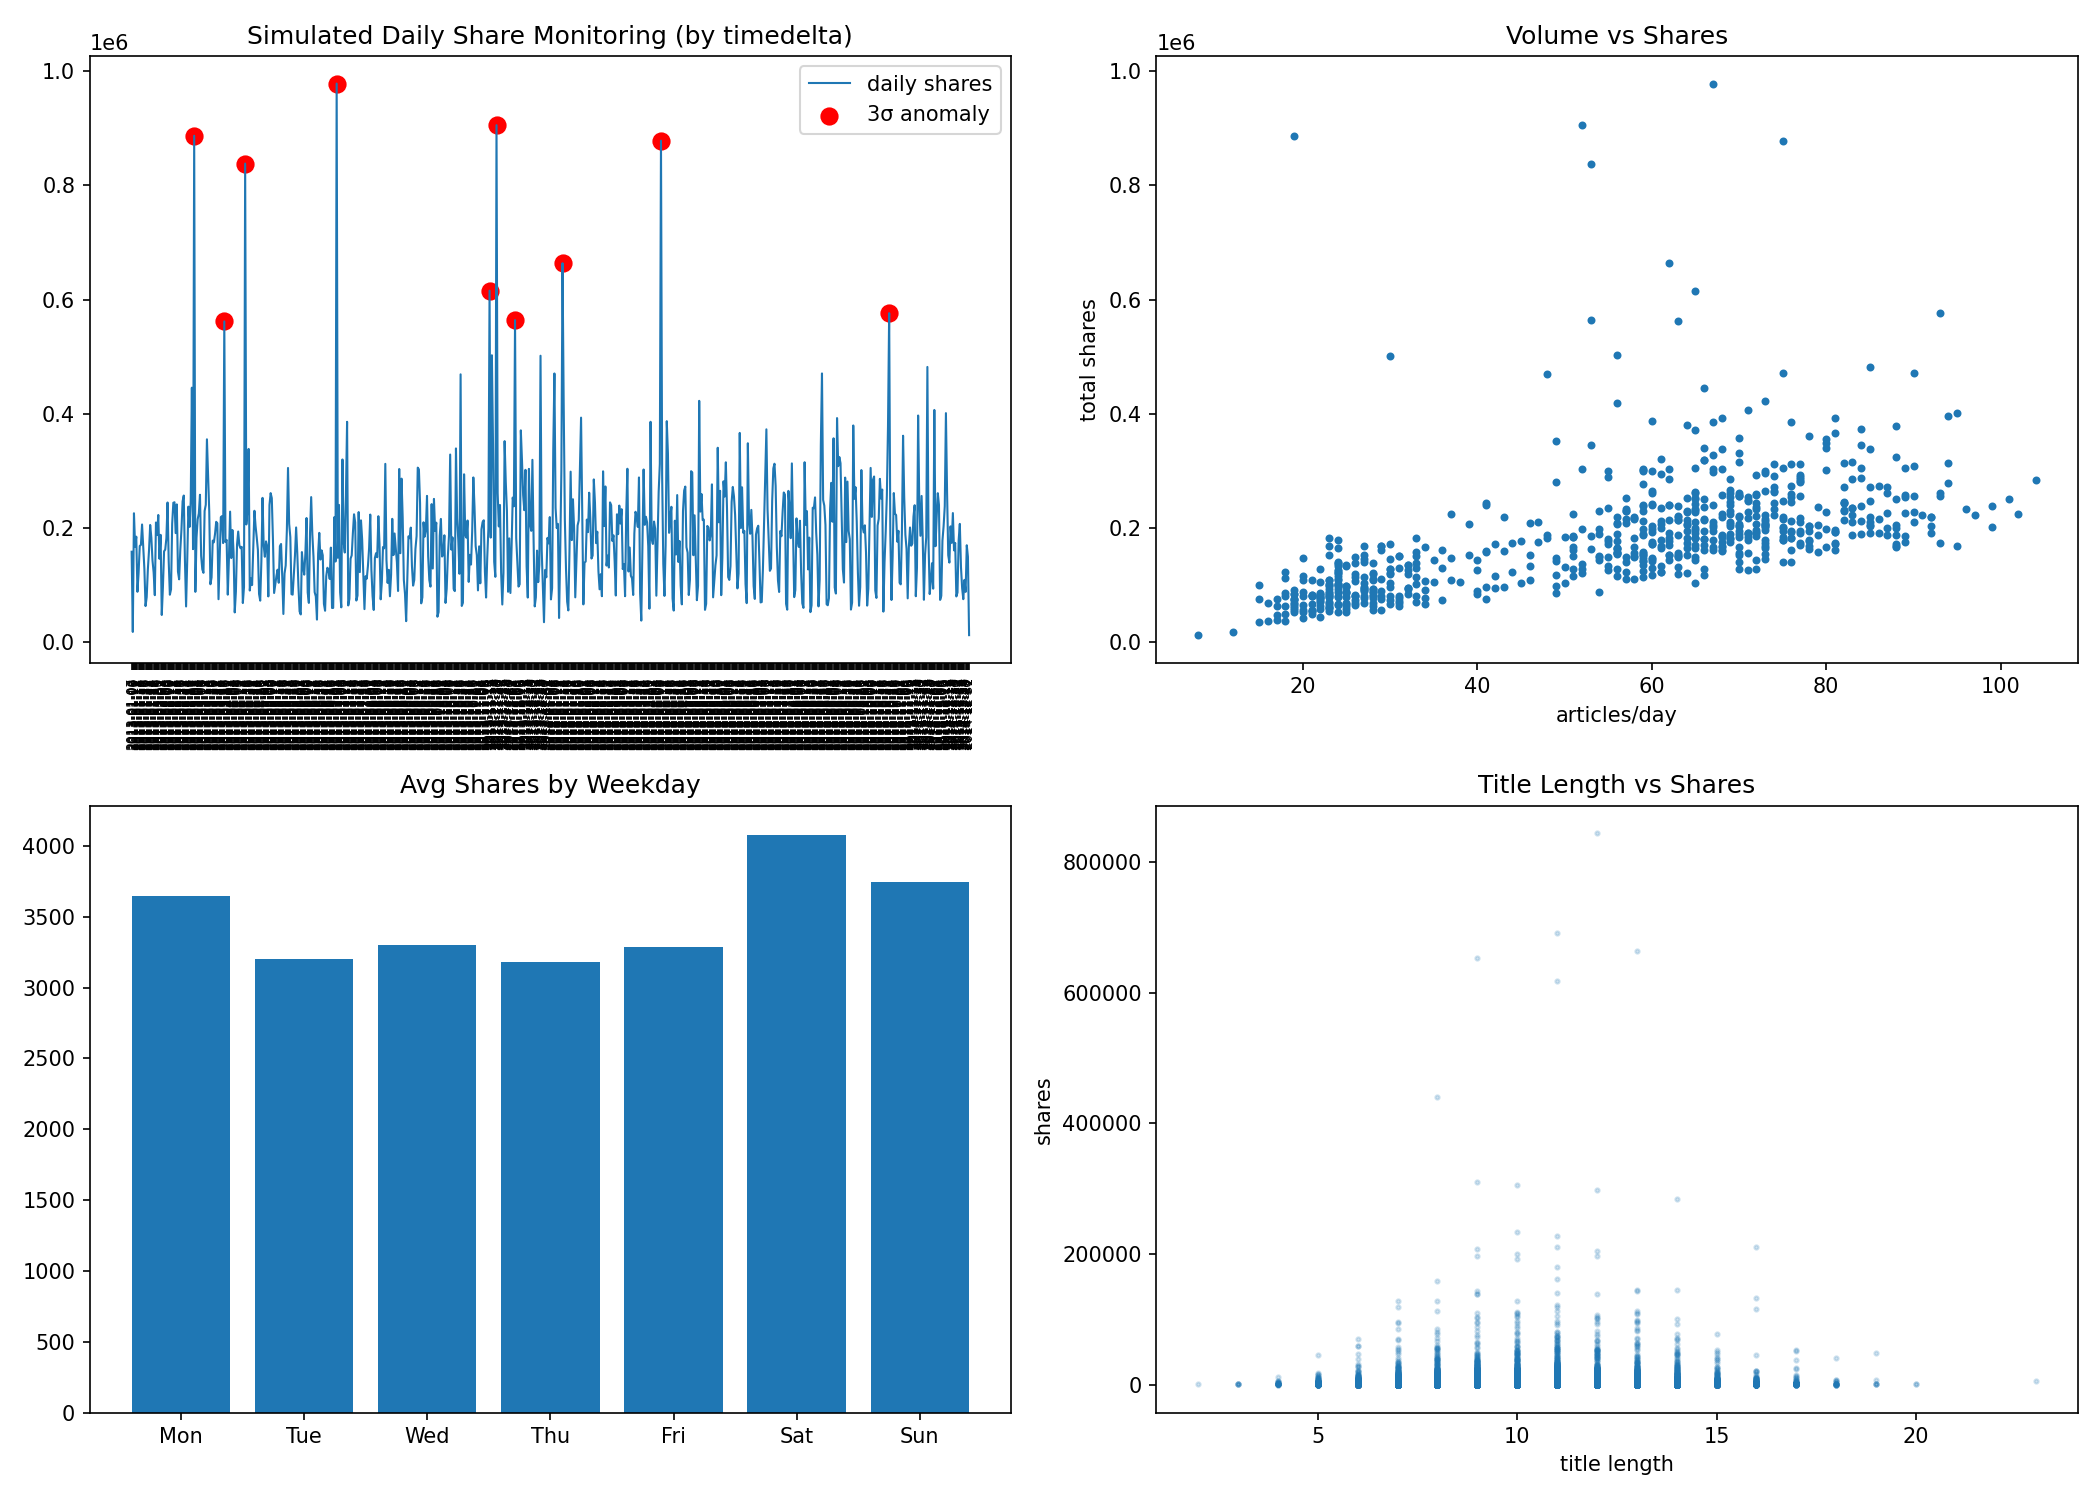 Simulated Daily Share Monitoring (by timedelta)
1e6
1.0
0.8
0.6
0.4
0.2
0.0
daily shares
3σ anomaly
Volume vs Shares
1e6
total shares
1.0
0.8
0.6
0.4
0.2
0.0
20 40 60 80 100
articles/day
Avg Shares by Weekday
4000
3500
3000
2500
2000
1500
1000
500
0
Mon Tue Wed Thu Fri Sat Sun
Title Length vs Shares
shares
800000
600000
400000
200000
0
5 10 15 20
title length